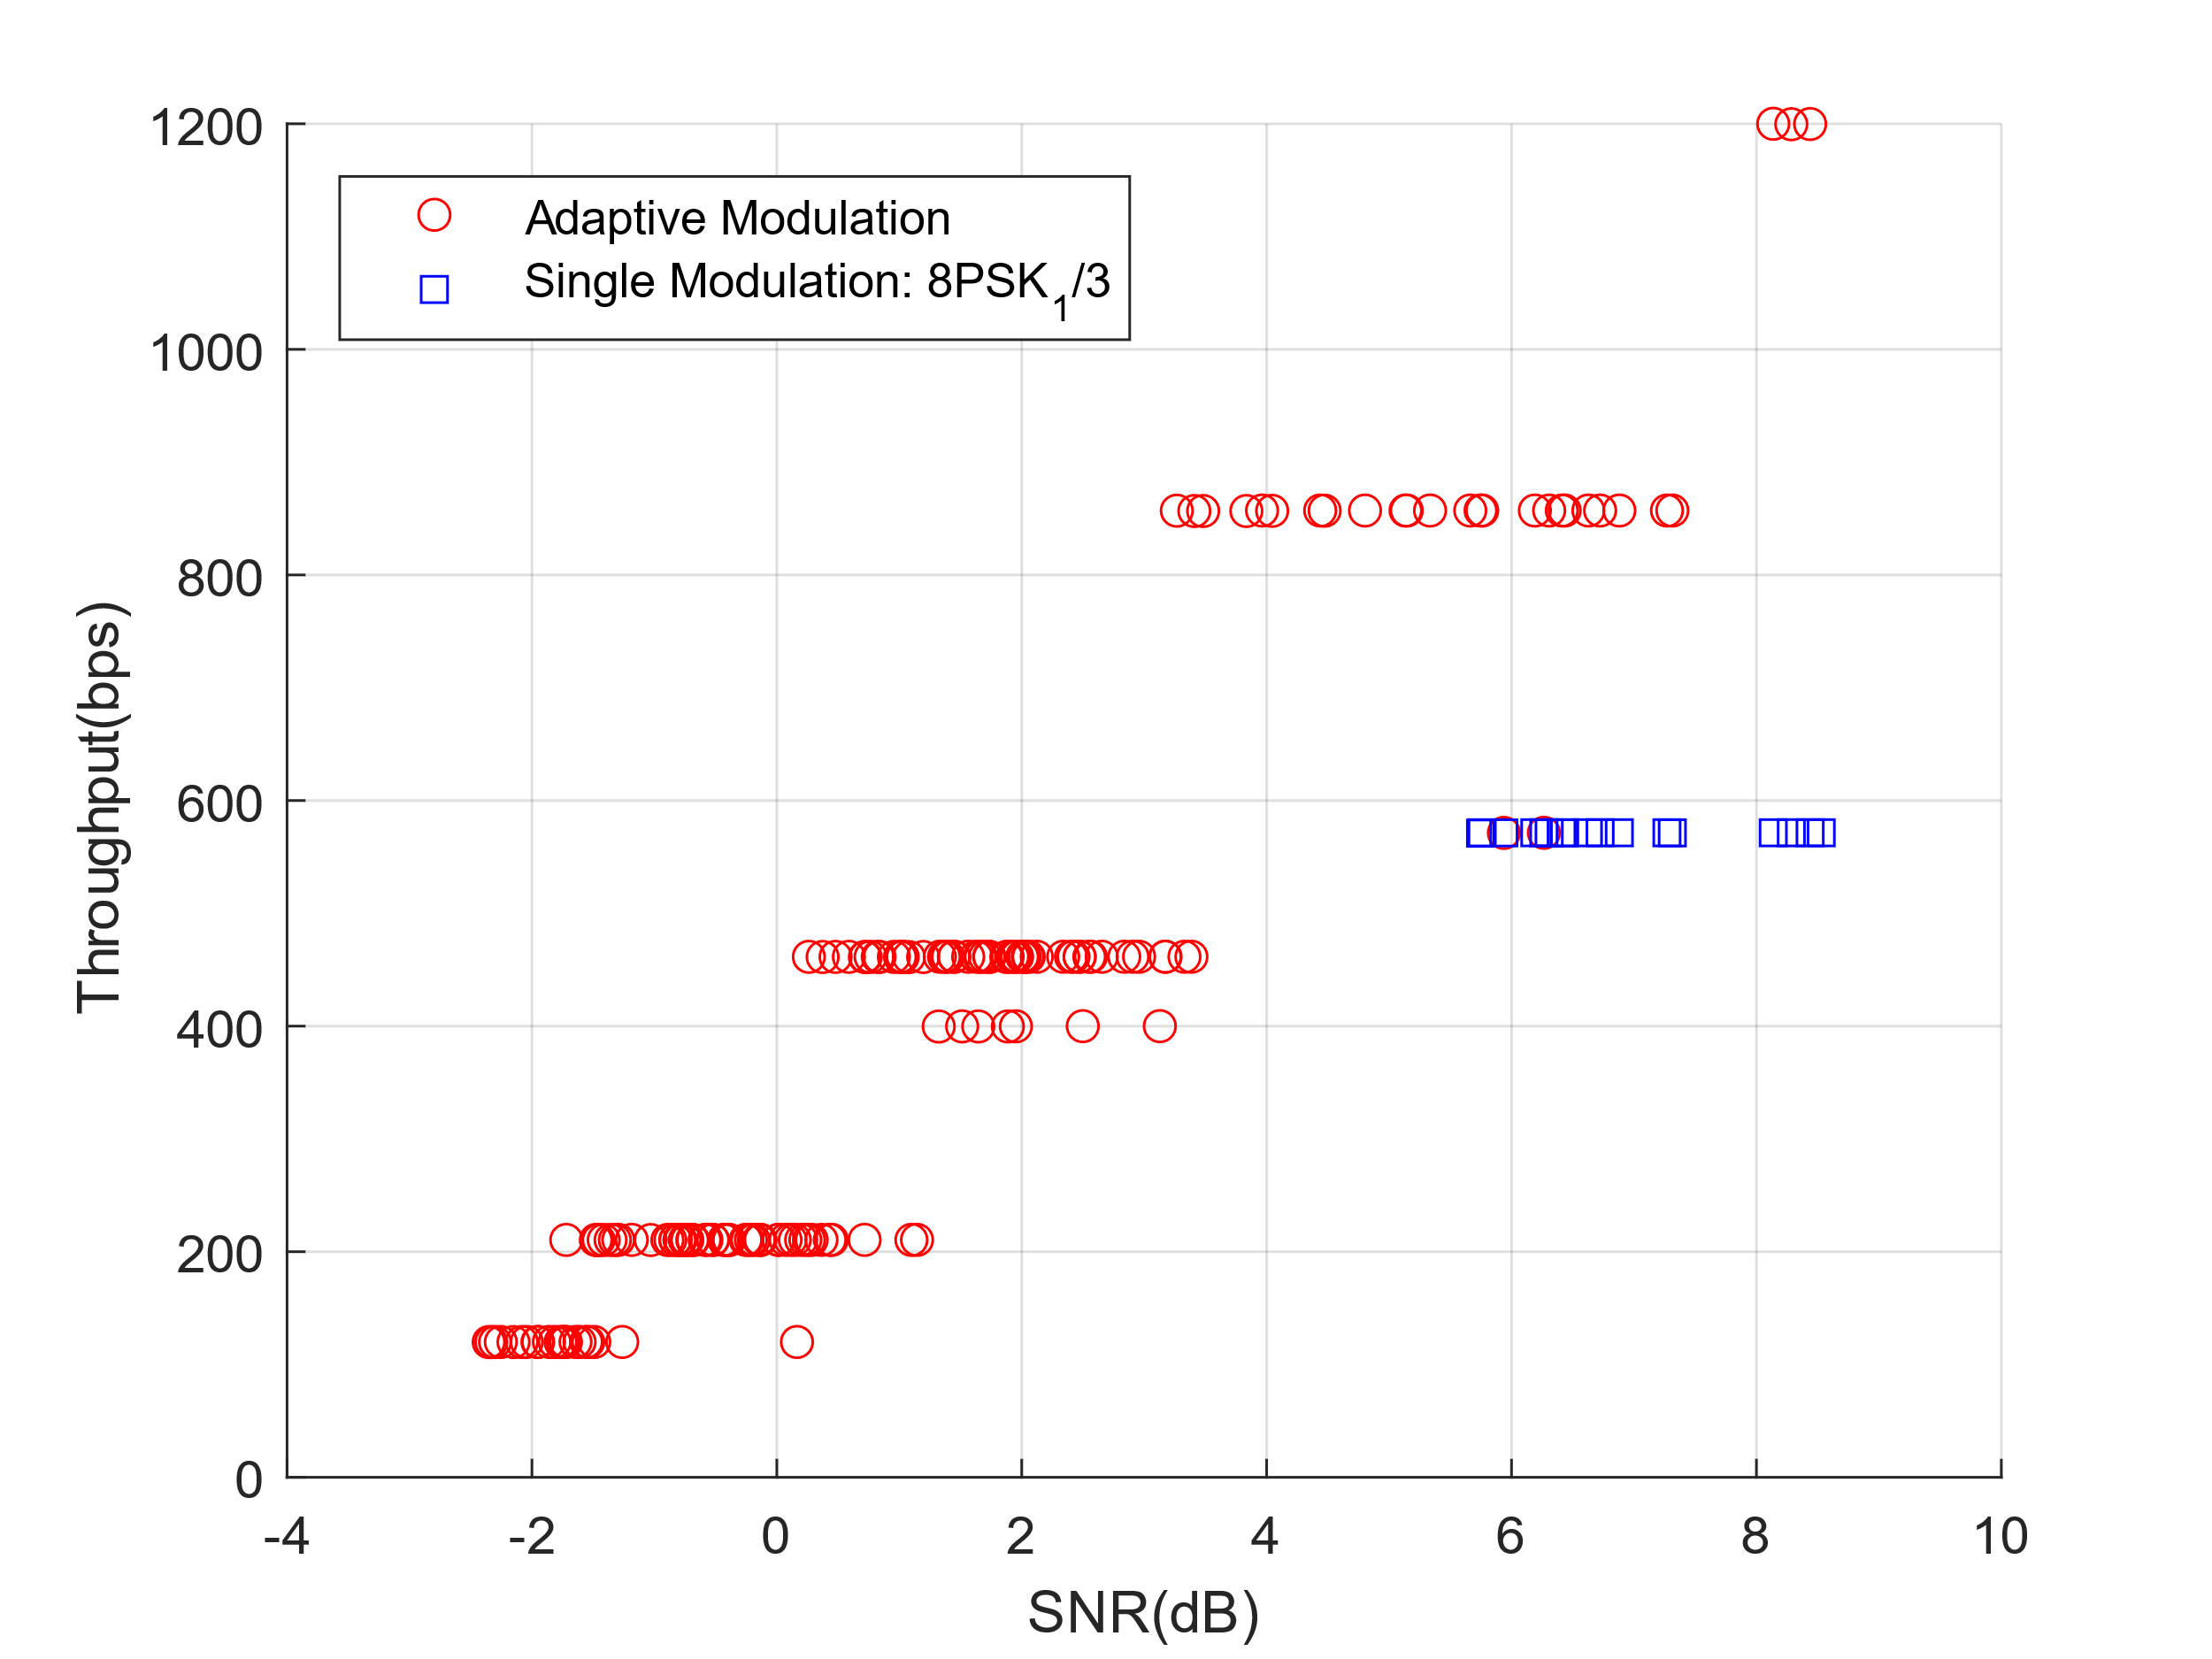 1200
1000
800
600
400
200
0
Throughput(bps)
Adaptive Modulation
Single Modulation: 8PSK₁/3
-4 -2 0 2 4 6 8 10
SNR(dB)